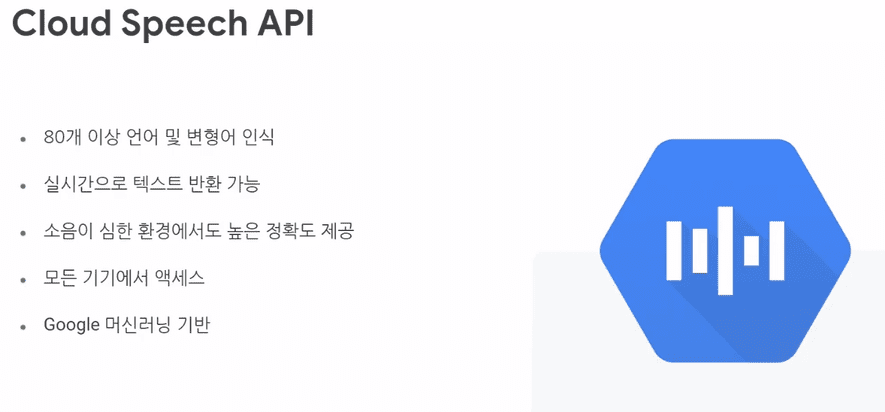 Cloud Speech API
• 80개 이상 언어 및 변형어 인식
• 실시간으로 텍스트 반환 가능
• 소음이 심한 환경에서도 높은 정확도 제공
• 모든 기기에서 액세스
• Google 머신러닝 기반